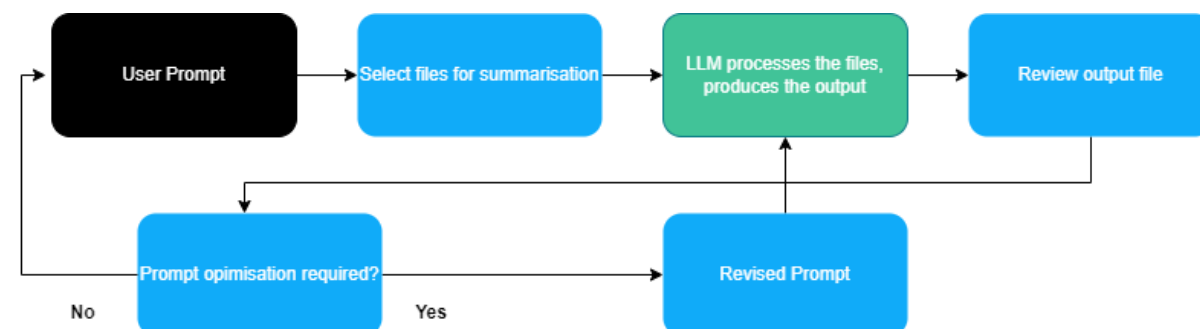 User Prompt
Select files for summarisation
LLM processes the files,
produces the output
Review output file
Prompt opimisation required?
Revised Prompt
No
Yes